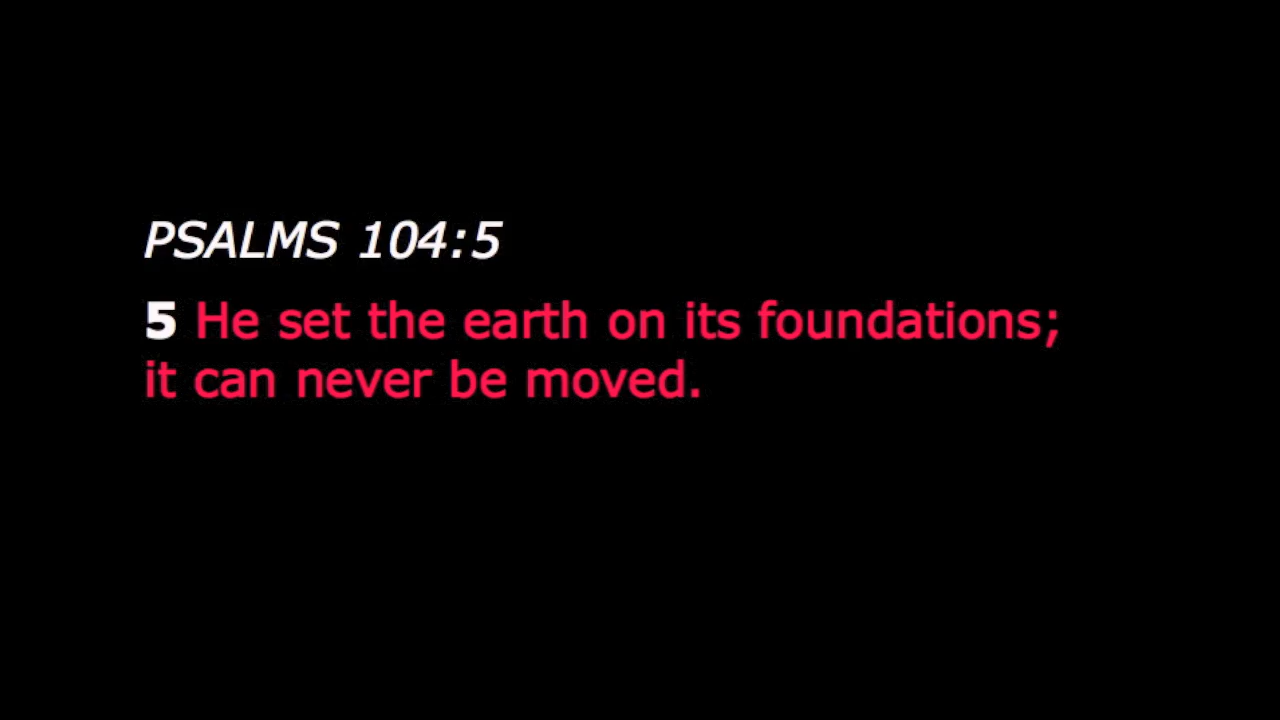 PSALMS 104:5
5 He set the earth on its foundations;
it can never be moved.